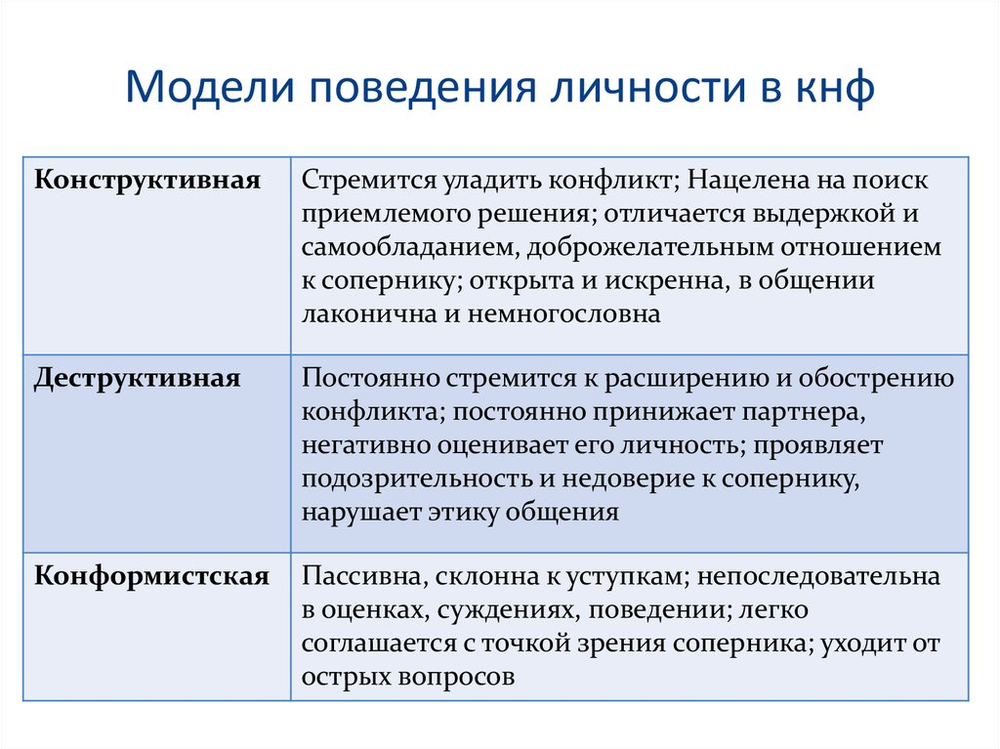 Модели поведения личности в кнф
Конструктивная
Стремится уладить конфликт; Нацелена на поиск
приемлемого решения; отличается выдержкой и
самообладанием, доброжелательным отношением
к сопернику; открыта и искренна, в общении
лаконична и немногословна
Деструктивная
Постоянно стремится к расширению и обострению
конфликта; постоянно принижает партнера,
негативно оценивает его личность; проявляет
подозрительность и недоверие к сопернику,
нарушает этику общения
Конформистская
Пассивна, склонна к уступкам; непоследовательна
в оценках, суждениях, поведении; легко
соглашается с точкой зрения соперника; уходит от
острых вопросов